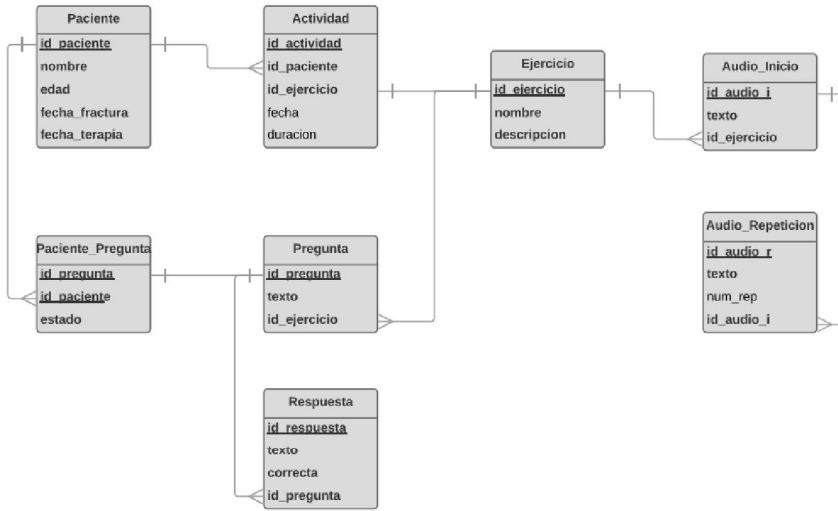 Paciente
id_paciente
nombre
edad
fecha_fractura
fecha_terapia
Actividad
id_actividad
id_paciente
id_ejercicio
fecha
duracion
Ejercicio
id_ejercicio
nombre
descripcion
Audio_Inicio
id_audio_i
texto
id_ejercicio
Paciente_Pregunta
id_pregunta
id_paciente
estado
Pregunta
id_pregunta
texto
id_ejercicio
Audio_Repeticion
id_audio_r
texto
num_rep
id_audio_i
Respuesta
id_respuesta
texto
correcta
id_pregunta